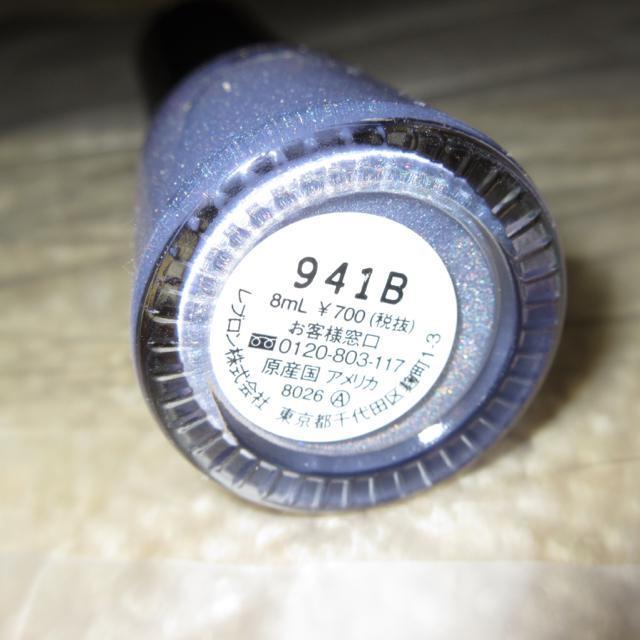 941B
8mL ￥700(税抜)
お客様窓口
0120-803-117
原産国 アメリカ
8026 Ⓐ
レブロン株式会社 東京都千代田区麹町1-3